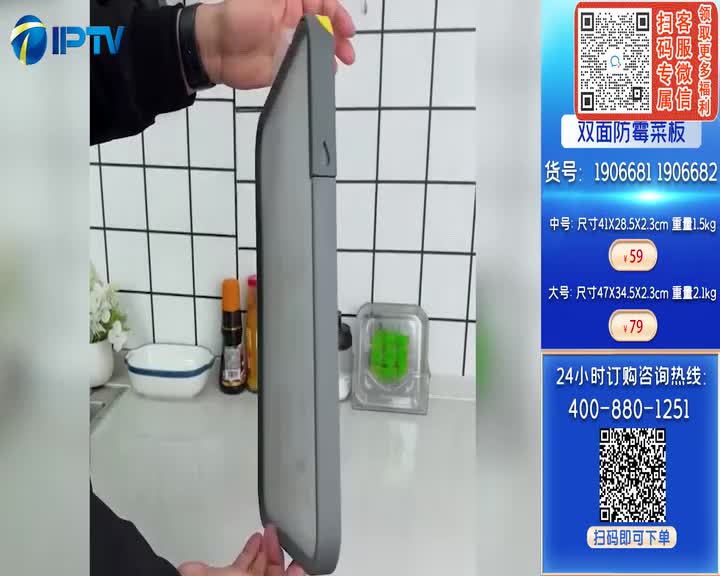 IPTV
扫码专属
客服微信
领取更多福利
双面防霉菜板
货号: 1906681 1906682
中号: 尺寸41X28.5X2.3cm 重量1.5kg
¥59
大号: 尺寸47X34.5X2.3cm 重量2.1kg
¥79
24小时订购咨询热线:
400-880-1251
扫码即可下单